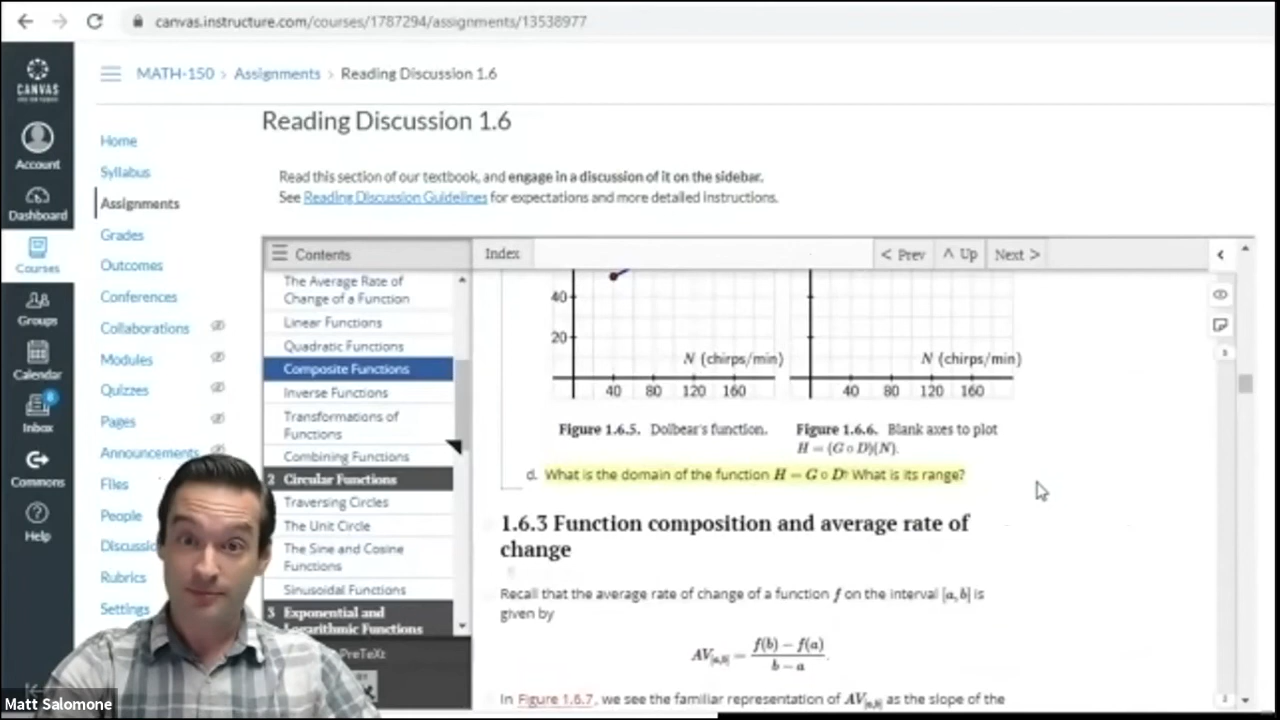 canvas.instructure.com/courses/1787294/assignments/13538977
CANVAS
Account
Dashboard
Courses
Groups
Calendar
8
Inbox
Commons
Help
MATH-150 > Assignments > Reading Discussion 1.6
Home
Syllabus
Assignments
Grades
Outcomes
Conferences
Collaborations
Modules
Quizzes
Pages
Announcements
Files
People
Discussio
Rubrics
Settings
Reading Discussion 1.6
Read this section of our textbook, and engage in a discussion of it on the sidebar.
See Reading Discussion Guidelines for expectations and more detailed instructions.
Contents
Index
< Prev
^ Up
Next >
The Average Rate of
Change of a Function
Linear Functions
Quadratic Functions
Composite Functions
Inverse Functions
Transformations of
Functions
Combining Functions
2 Circular Functions
Traversing Circles
The Unit Circle
The Sine and Cosine
Functions
Sinusoidal Functions
3 Exponential and
Logarithmic Functions
PreTeXt
40
20
N (chirps/min)
40 80 120 160
N (chirps/min)
40 80 120 160
Figure 1.6.5. Dolbear's function.
Figure 1.6.6. Blank axes to plot
H = (G ∘ D)(N).
d. What is the domain of the function H = G ∘ D? What is its range?
1.6.3 Function composition and average rate of
change
Recall that the average rate of change of a function f on the interval [a, b] is
given by
AV[a,b] = f(b) − f(a) / b − a.
In Figure 1.6.7, we see the familiar representation of AV[a,b] as the slope of the
Matt Salomone